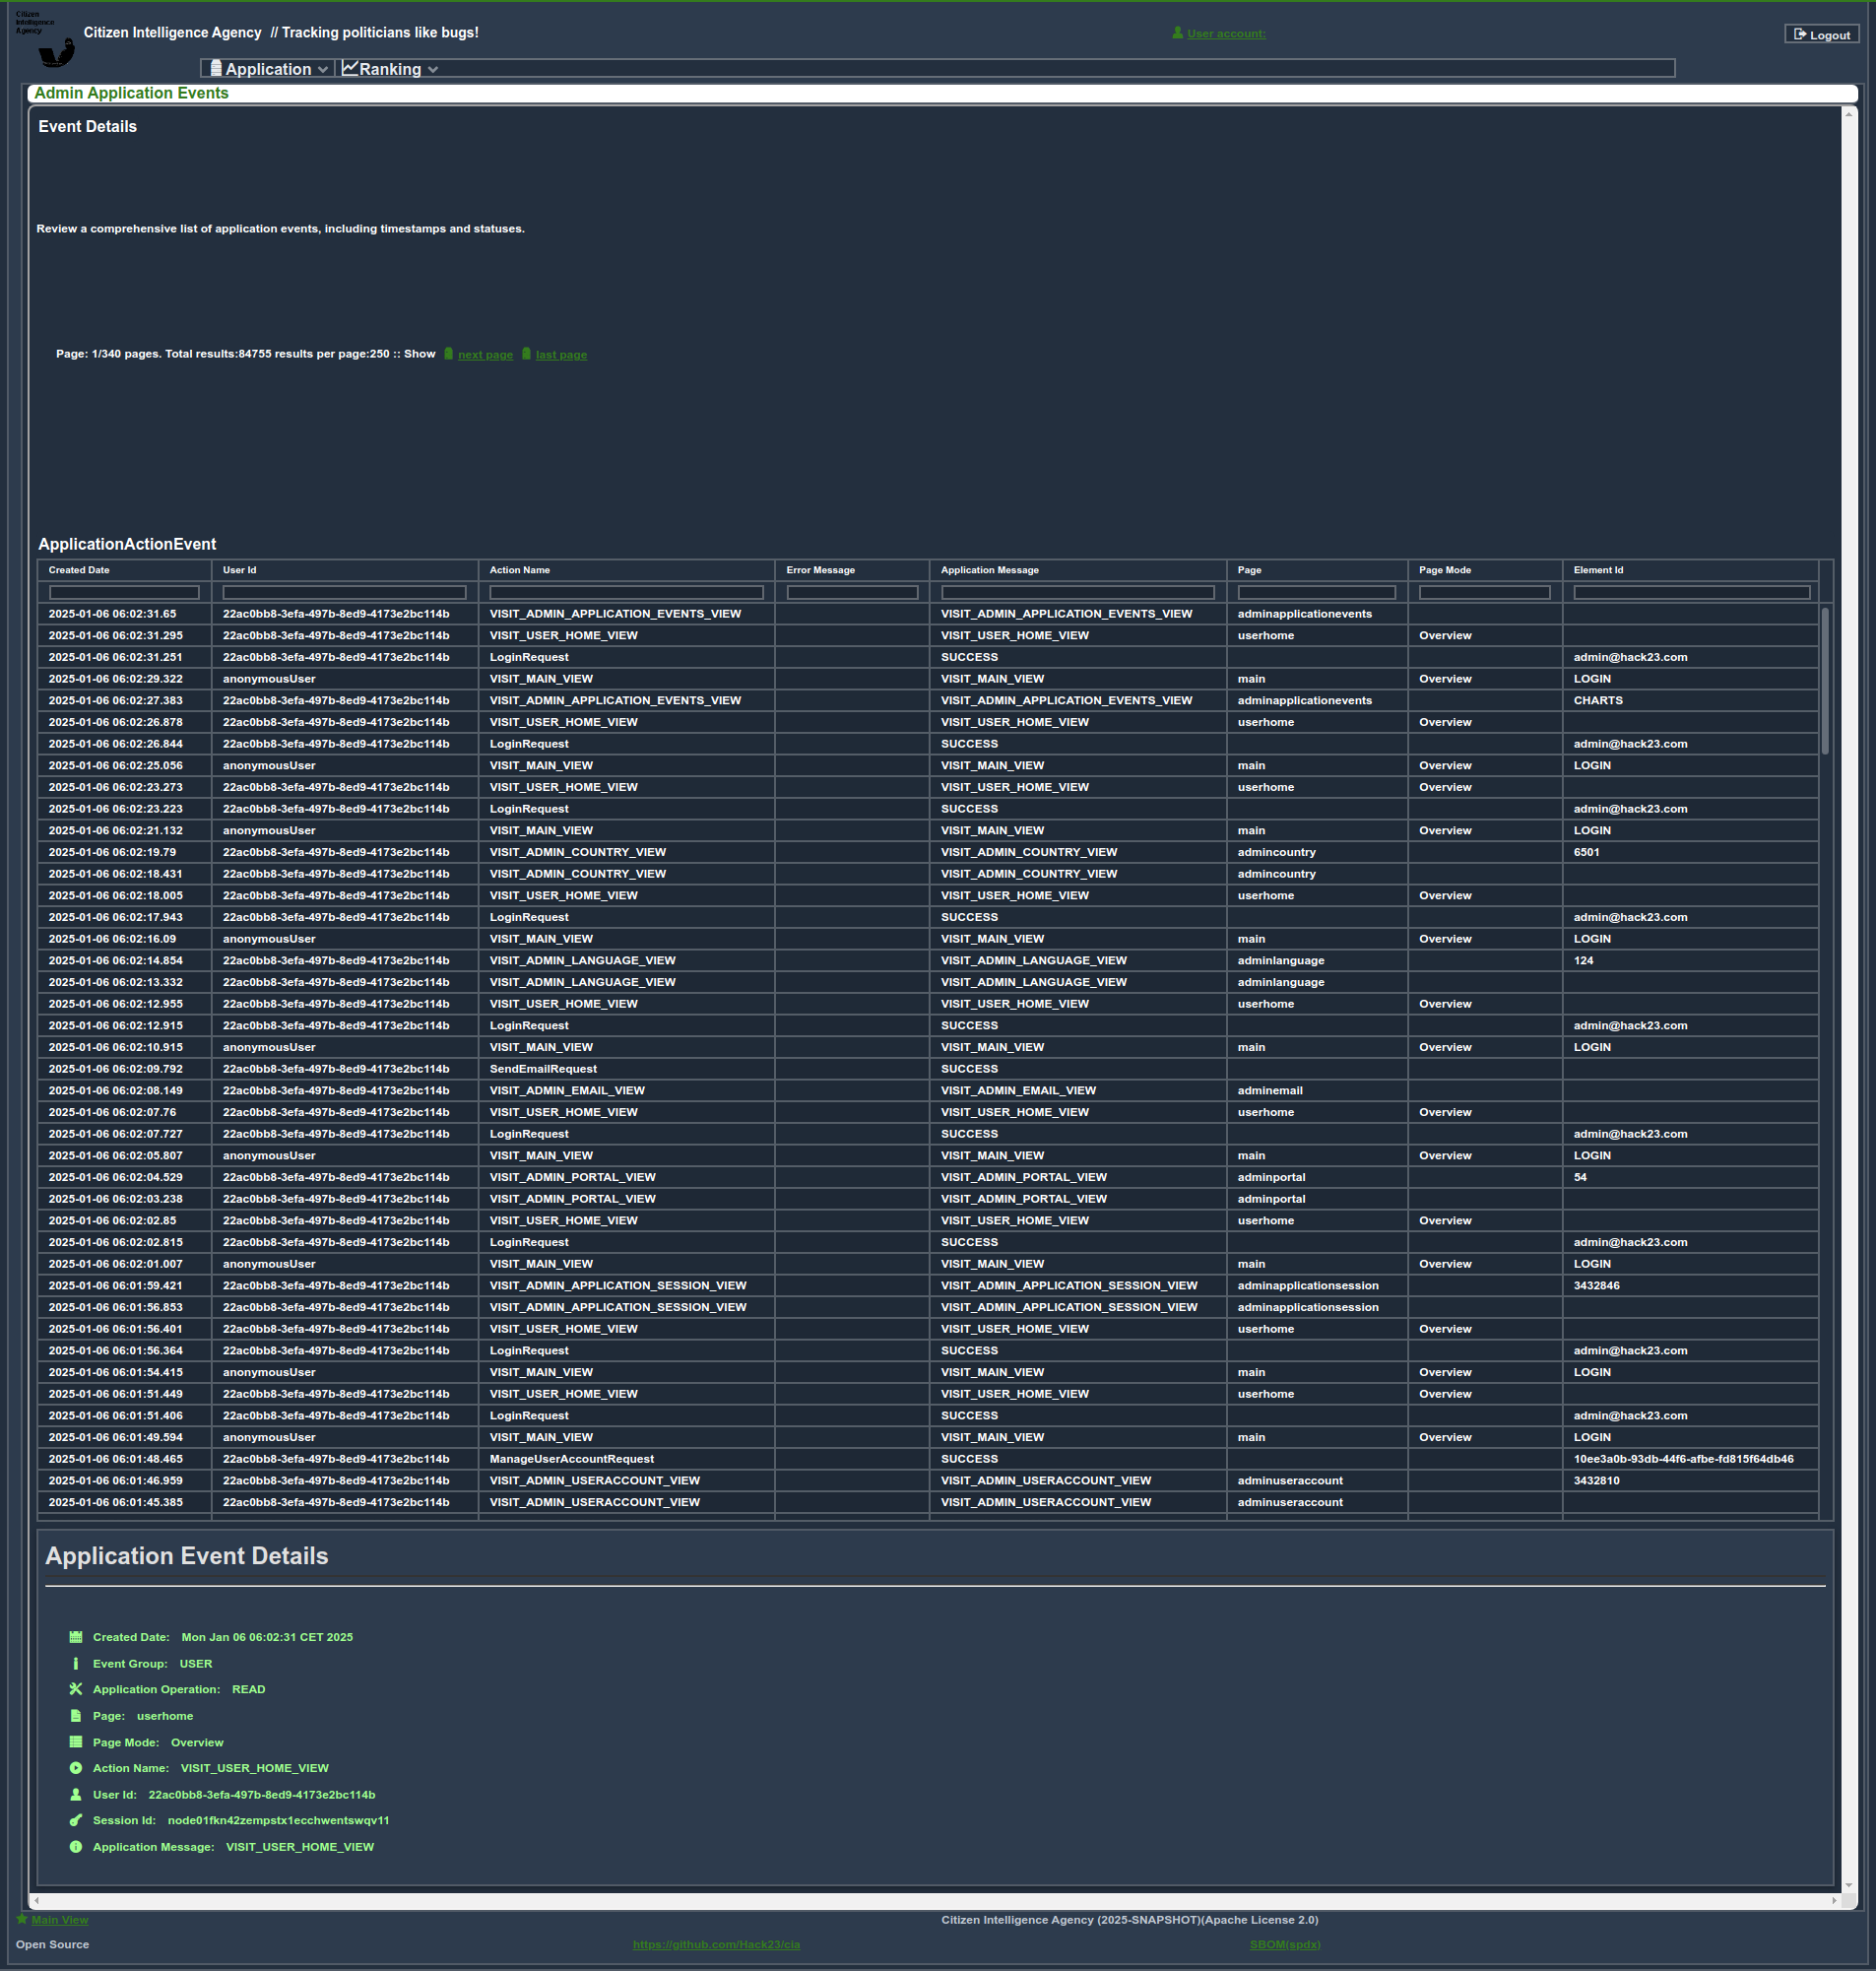 Citizen
Intelligence
Agency
Citizen Intelligence Agency // Tracking politicians like bugs!
User account:
Logout
Application Ranking
Admin Application Events
Event Details
Review a comprehensive list of application events, including timestamps and statuses.
Page: 1/340 pages. Total results:84755 results per page:250 :: Show next page last page
ApplicationActionEvent
Created Date User Id Action Name Error Message Application Message Page Page Mode Element Id
2025-01-06 06:02:31.65 22ac0bb8-3efa-497b-8ed9-4173e2bc114b VISIT_ADMIN_APPLICATION_EVENTS_VIEW VISIT_ADMIN_APPLICATION_EVENTS_VIEW adminapplicationevents
2025-01-06 06:02:31.295 22ac0bb8-3efa-497b-8ed9-4173e2bc114b VISIT_USER_HOME_VIEW VISIT_USER_HOME_VIEW userhome Overview
2025-01-06 06:02:31.251 22ac0bb8-3efa-497b-8ed9-4173e2bc114b LoginRequest SUCCESS admin@hack23.com
2025-01-06 06:02:29.322 anonymousUser VISIT_MAIN_VIEW VISIT_MAIN_VIEW main Overview LOGIN
2025-01-06 06:02:27.383 22ac0bb8-3efa-497b-8ed9-4173e2bc114b VISIT_ADMIN_APPLICATION_EVENTS_VIEW VISIT_ADMIN_APPLICATION_EVENTS_VIEW adminapplicationevents CHARTS
2025-01-06 06:02:26.878 22ac0bb8-3efa-497b-8ed9-4173e2bc114b VISIT_USER_HOME_VIEW VISIT_USER_HOME_VIEW userhome Overview
2025-01-06 06:02:26.844 22ac0bb8-3efa-497b-8ed9-4173e2bc114b LoginRequest SUCCESS admin@hack23.com
2025-01-06 06:02:25.056 anonymousUser VISIT_MAIN_VIEW VISIT_MAIN_VIEW main Overview LOGIN
2025-01-06 06:02:23.273 22ac0bb8-3efa-497b-8ed9-4173e2bc114b VISIT_USER_HOME_VIEW VISIT_USER_HOME_VIEW userhome Overview
2025-01-06 06:02:23.223 22ac0bb8-3efa-497b-8ed9-4173e2bc114b LoginRequest SUCCESS admin@hack23.com
2025-01-06 06:02:21.132 anonymousUser VISIT_MAIN_VIEW VISIT_MAIN_VIEW main Overview LOGIN
2025-01-06 06:02:19.79 22ac0bb8-3efa-497b-8ed9-4173e2bc114b VISIT_ADMIN_COUNTRY_VIEW VISIT_ADMIN_COUNTRY_VIEW admincountry 6501
2025-01-06 06:02:18.431 22ac0bb8-3efa-497b-8ed9-4173e2bc114b VISIT_ADMIN_COUNTRY_VIEW VISIT_ADMIN_COUNTRY_VIEW admincountry
2025-01-06 06:02:18.005 22ac0bb8-3efa-497b-8ed9-4173e2bc114b VISIT_USER_HOME_VIEW VISIT_USER_HOME_VIEW userhome Overview
2025-01-06 06:02:17.943 22ac0bb8-3efa-497b-8ed9-4173e2bc114b LoginRequest SUCCESS admin@hack23.com
2025-01-06 06:02:16.09 anonymousUser VISIT_MAIN_VIEW VISIT_MAIN_VIEW main Overview LOGIN
2025-01-06 06:02:14.854 22ac0bb8-3efa-497b-8ed9-4173e2bc114b VISIT_ADMIN_LANGUAGE_VIEW VISIT_ADMIN_LANGUAGE_VIEW adminlanguage 124
2025-01-06 06:02:13.332 22ac0bb8-3efa-497b-8ed9-4173e2bc114b VISIT_ADMIN_LANGUAGE_VIEW VISIT_ADMIN_LANGUAGE_VIEW adminlanguage
2025-01-06 06:02:12.955 22ac0bb8-3efa-497b-8ed9-4173e2bc114b VISIT_USER_HOME_VIEW VISIT_USER_HOME_VIEW userhome Overview
2025-01-06 06:02:12.915 22ac0bb8-3efa-497b-8ed9-4173e2bc114b LoginRequest SUCCESS admin@hack23.com
2025-01-06 06:02:10.915 anonymousUser VISIT_MAIN_VIEW VISIT_MAIN_VIEW main Overview LOGIN
2025-01-06 06:02:09.792 22ac0bb8-3efa-497b-8ed9-4173e2bc114b SendEmailRequest SUCCESS
2025-01-06 06:02:08.149 22ac0bb8-3efa-497b-8ed9-4173e2bc114b VISIT_ADMIN_EMAIL_VIEW VISIT_ADMIN_EMAIL_VIEW adminemail
2025-01-06 06:02:07.76 22ac0bb8-3efa-497b-8ed9-4173e2bc114b VISIT_USER_HOME_VIEW VISIT_USER_HOME_VIEW userhome Overview
2025-01-06 06:02:07.727 22ac0bb8-3efa-497b-8ed9-4173e2bc114b LoginRequest SUCCESS admin@hack23.com
2025-01-06 06:02:05.807 anonymousUser VISIT_MAIN_VIEW VISIT_MAIN_VIEW main Overview LOGIN
2025-01-06 06:02:04.529 22ac0bb8-3efa-497b-8ed9-4173e2bc114b VISIT_ADMIN_PORTAL_VIEW VISIT_ADMIN_PORTAL_VIEW adminportal 54
2025-01-06 06:02:03.238 22ac0bb8-3efa-497b-8ed9-4173e2bc114b VISIT_ADMIN_PORTAL_VIEW VISIT_ADMIN_PORTAL_VIEW adminportal
2025-01-06 06:02:02.85 22ac0bb8-3efa-497b-8ed9-4173e2bc114b VISIT_USER_HOME_VIEW VISIT_USER_HOME_VIEW userhome Overview
2025-01-06 06:02:02.815 22ac0bb8-3efa-497b-8ed9-4173e2bc114b LoginRequest SUCCESS admin@hack23.com
2025-01-06 06:02:01.007 anonymousUser VISIT_MAIN_VIEW VISIT_MAIN_VIEW main Overview LOGIN
2025-01-06 06:01:59.421 22ac0bb8-3efa-497b-8ed9-4173e2bc114b VISIT_ADMIN_APPLICATION_SESSION_VIEW VISIT_ADMIN_APPLICATION_SESSION_VIEW adminapplicationsession 3432846
2025-01-06 06:01:56.853 22ac0bb8-3efa-497b-8ed9-4173e2bc114b VISIT_ADMIN_APPLICATION_SESSION_VIEW VISIT_ADMIN_APPLICATION_SESSION_VIEW adminapplicationsession
2025-01-06 06:01:56.401 22ac0bb8-3efa-497b-8ed9-4173e2bc114b VISIT_USER_HOME_VIEW VISIT_USER_HOME_VIEW userhome Overview
2025-01-06 06:01:56.364 22ac0bb8-3efa-497b-8ed9-4173e2bc114b LoginRequest SUCCESS admin@hack23.com
2025-01-06 06:01:54.415 anonymousUser VISIT_MAIN_VIEW VISIT_MAIN_VIEW main Overview LOGIN
2025-01-06 06:01:51.449 22ac0bb8-3efa-497b-8ed9-4173e2bc114b VISIT_USER_HOME_VIEW VISIT_USER_HOME_VIEW userhome Overview
2025-01-06 06:01:51.406 22ac0bb8-3efa-497b-8ed9-4173e2bc114b LoginRequest SUCCESS admin@hack23.com
2025-01-06 06:01:49.594 anonymousUser VISIT_MAIN_VIEW VISIT_MAIN_VIEW main Overview LOGIN
2025-01-06 06:01:48.465 22ac0bb8-3efa-497b-8ed9-4173e2bc114b ManageUserAccountRequest SUCCESS 10ee3a0b-93db-44f6-afbe-fd815f64db46
2025-01-06 06:01:46.959 22ac0bb8-3efa-497b-8ed9-4173e2bc114b VISIT_ADMIN_USERACCOUNT_VIEW VISIT_ADMIN_USERACCOUNT_VIEW adminuseraccount 3432810
2025-01-06 06:01:45.385 22ac0bb8-3efa-497b-8ed9-4173e2bc114b VISIT_ADMIN_USERACCOUNT_VIEW VISIT_ADMIN_USERACCOUNT_VIEW adminuseraccount
Application Event Details
Created Date: Mon Jan 06 06:02:31 CET 2025
Event Group: USER
Application Operation: READ
Page: userhome
Page Mode: Overview
Action Name: VISIT_USER_HOME_VIEW
User Id: 22ac0bb8-3efa-497b-8ed9-4173e2bc114b
Session Id: node01fkn42zempstx1ecchwentswqv11
Application Message: VISIT_USER_HOME_VIEW
Main View Citizen Intelligence Agency (2025-SNAPSHOT)(Apache License 2.0)
Open Source https://github.com/Hack23/cia SBOM(spdx)